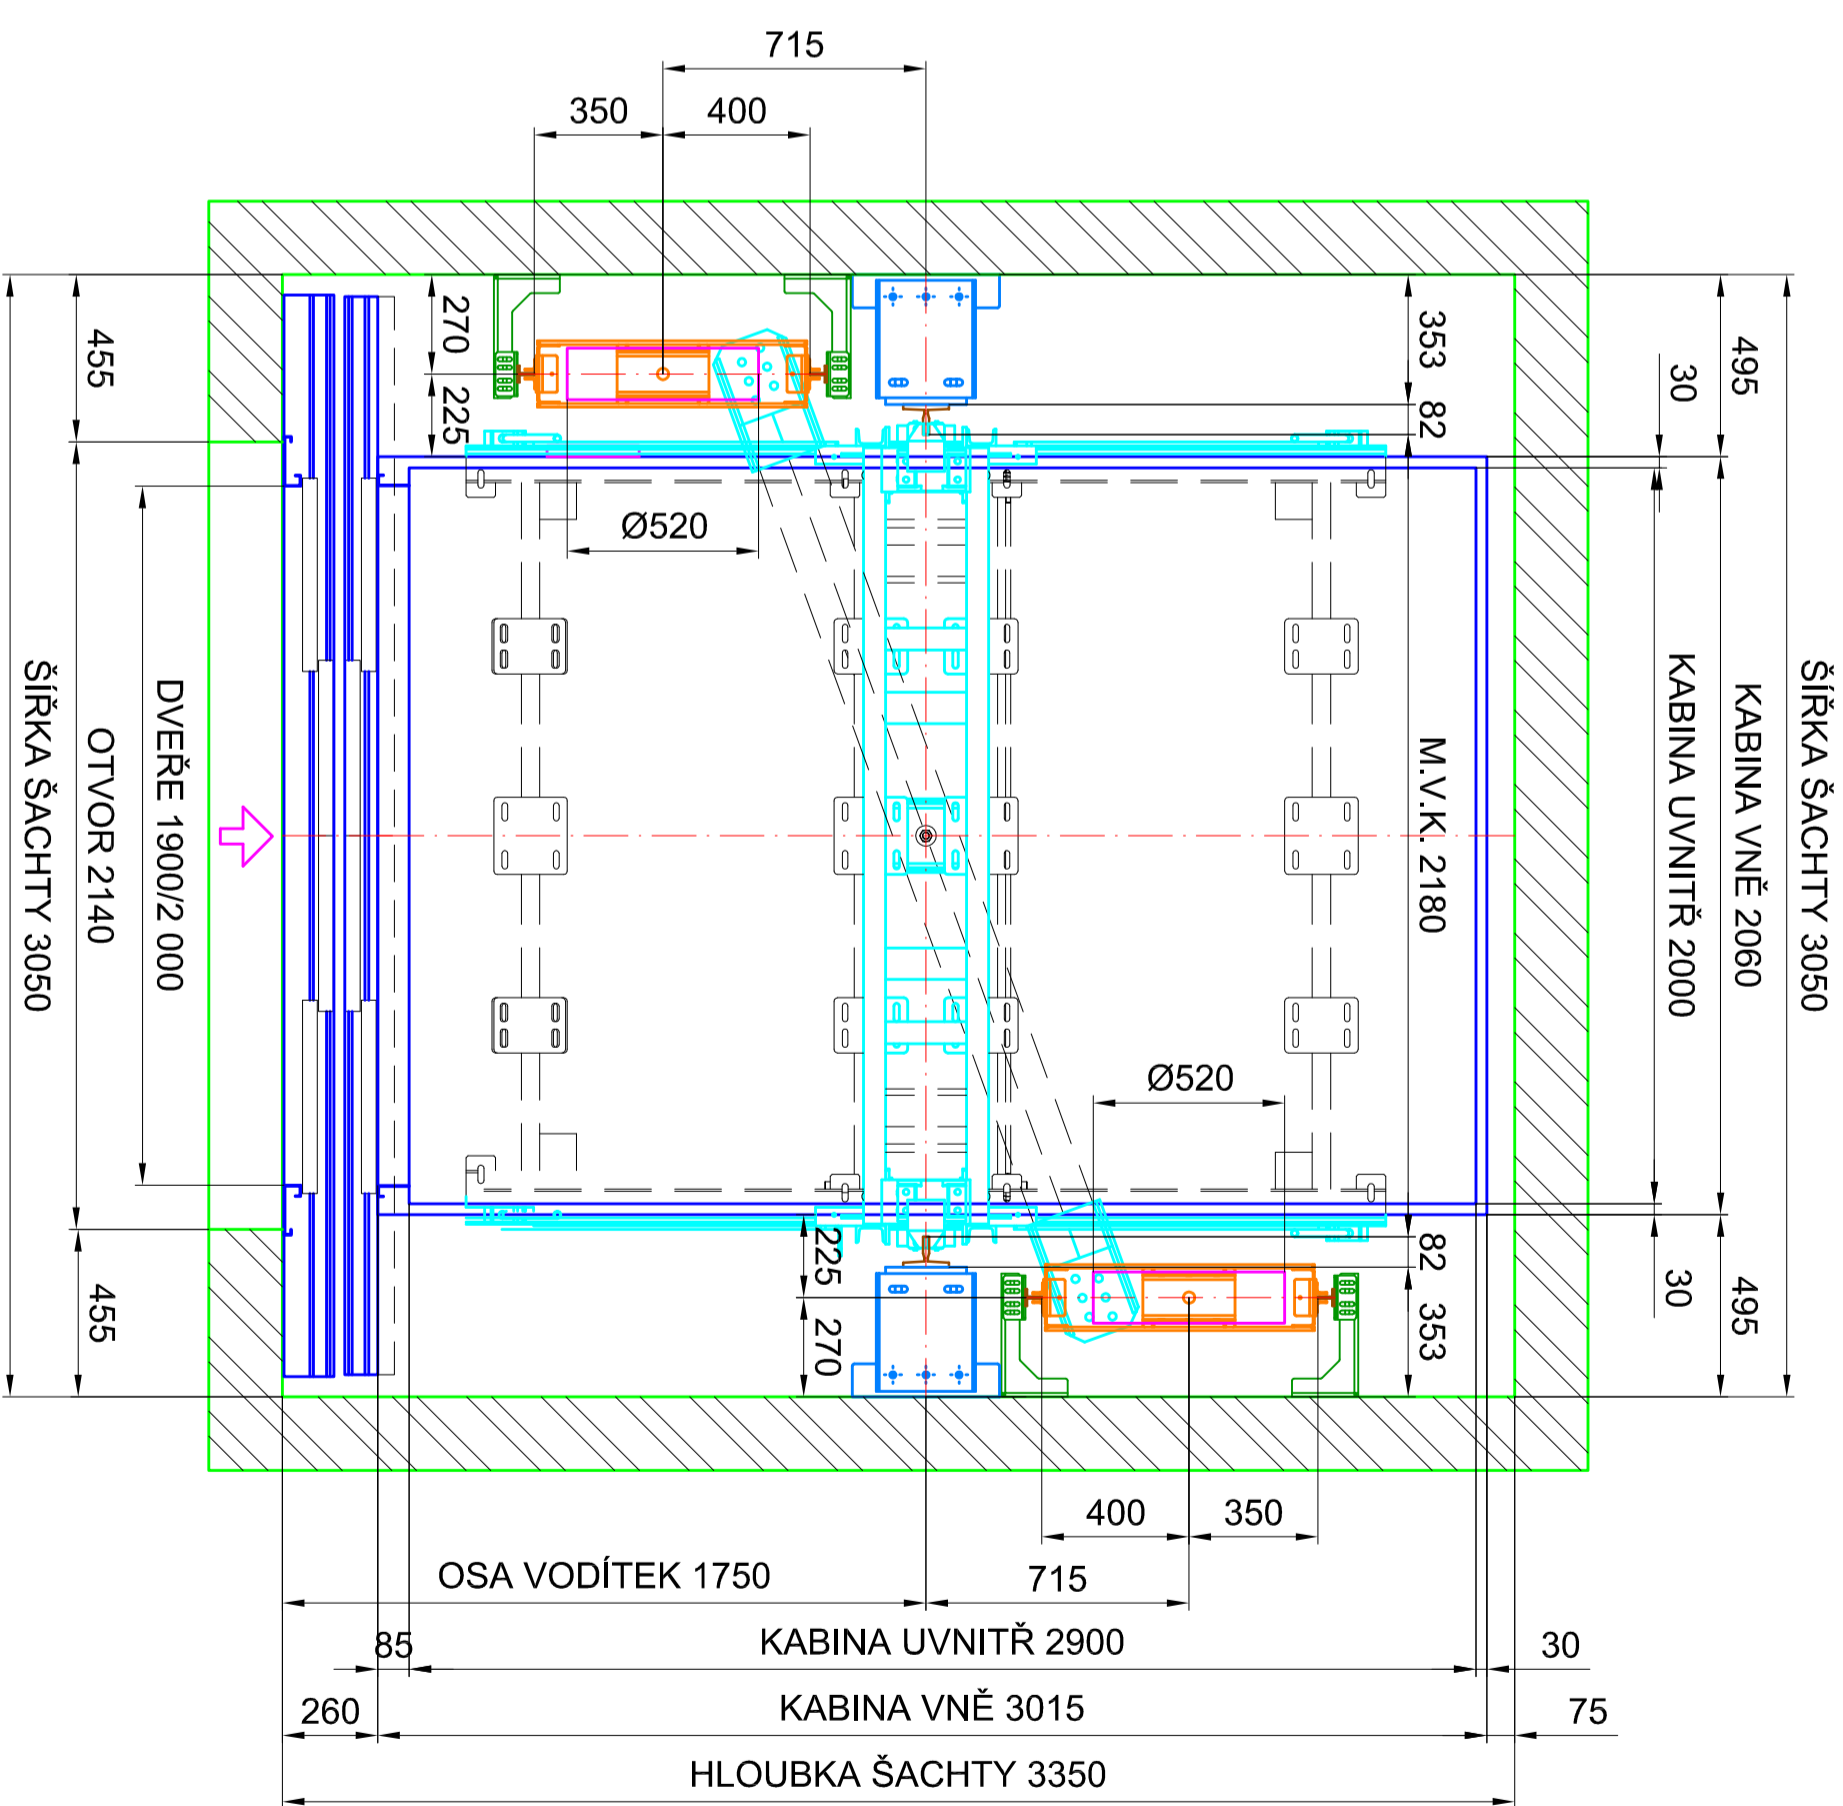 715
350
400
270
225
353
82
495
30
455
Ø520
ŠÍŘKA ŠACHTY 3050
OTVOR 2140
DVEŘE 1900/2 000
M.V.K. 2180
KABINA UVNITŘ 2000
KABINA VNĚ 2060
ŠÍŘKA ŠACHTY 3050
Ø520
455
225
270
82
353
30
495
400
350
OSA VODÍTEK 1750
715
85
KABINA UVNITŘ 2900
30
260
KABINA VNĚ 3015
75
HLOUBKA ŠACHTY 3350